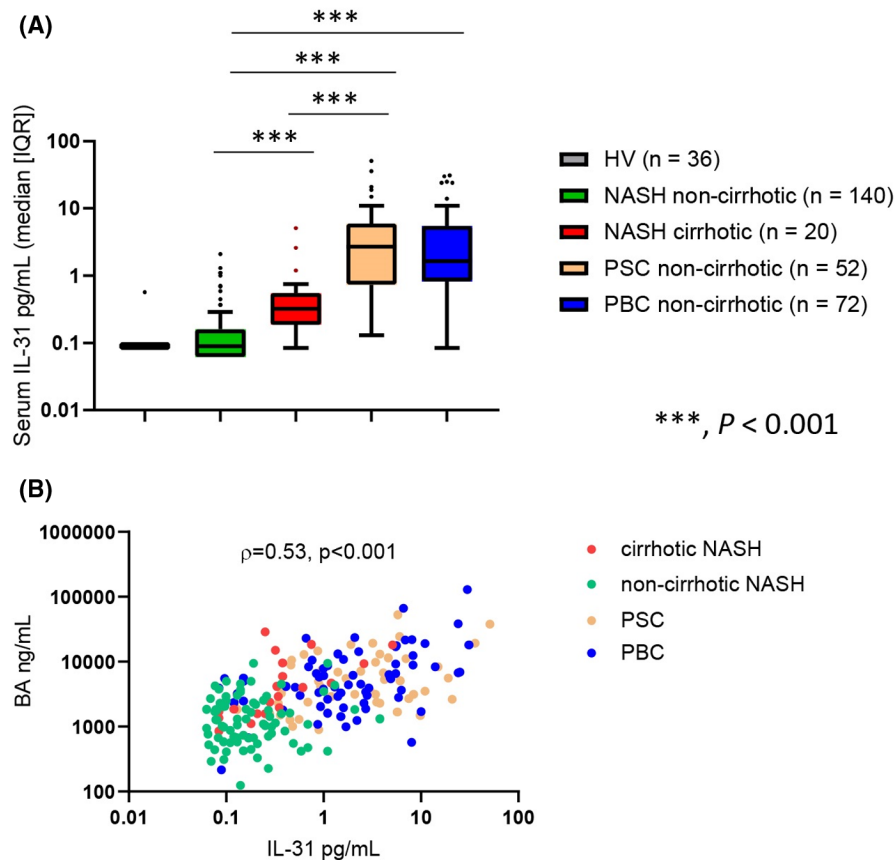 (A)
***
***
***
***
Serum IL-31 pg/mL (median [IQR])
100
10
1
0.1
0.01
HV (n = 36)
NASH non-cirrhotic (n = 140)
NASH cirrhotic (n = 20)
PSC non-cirrhotic (n = 52)
PBC non-cirrhotic (n = 72)
***, P < 0.001
(B)
BA ng/mL
1000000
100000
10000
1000
100
ρ=0.53, p<0.001
0.01
0.1
1
10
100
IL-31 pg/mL
cirrhotic NASH
non-cirrhotic NASH
PSC
PBC